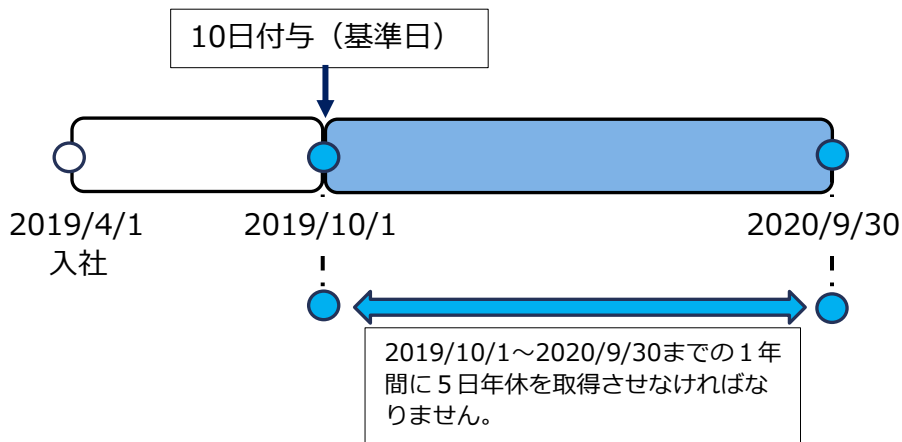 10日付与（基準日）
2019/4/1
入社
2019/10/1
2020/9/30
2019/10/1～2020/9/30までの１年
間に５日年休を取得させなければな
りません。